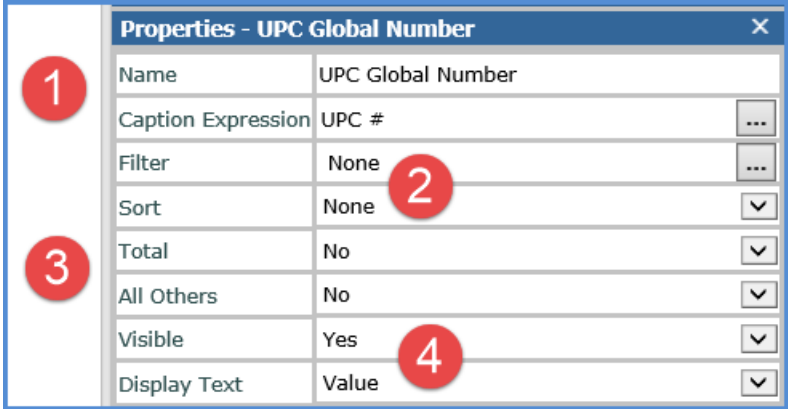 Properties - UPC Global Number ×
1
Name UPC Global Number
Caption Expression UPC # ...
Filter None ...
2
Sort None
3
Total No
All Others No
Visible Yes
4
Display Text Value